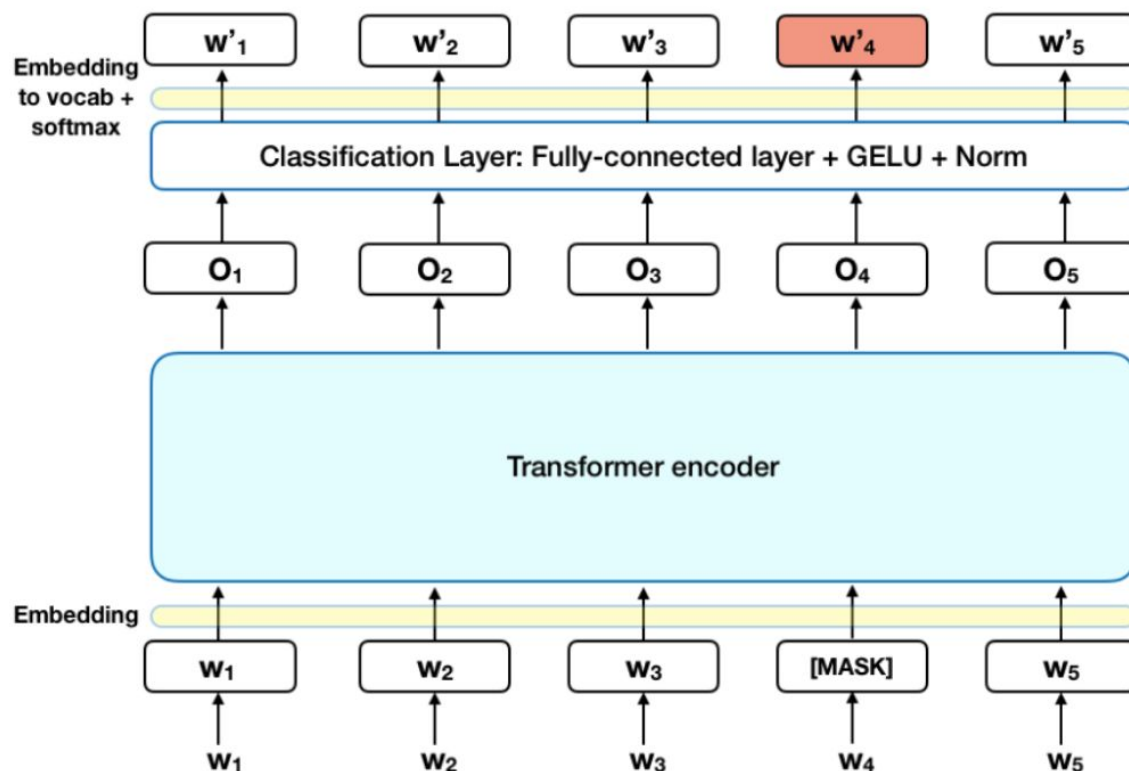 w'₁ w'₂ w'₃ w'₄ w'₅
Embedding
to vocab +
softmax
Classification Layer: Fully-connected layer + GELU + Norm
O₁ O₂ O₃ O₄ O₅
Transformer encoder
Embedding
W₁ W₂ W₃ [MASK] W₅
W₁ W₂ W₃ W₄ W₅